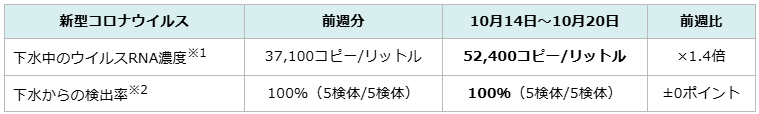 新型コロナウイルス 前週分 10月14日～10月20日 前週比
下水中のウイルスRNA濃度※1 37,100コピー/リットル 52,400コピー/リットル ×1.4倍
下水からの検出率※2 100%（5検体/5検体） 100%（5検体/5検体） ±0ポイント